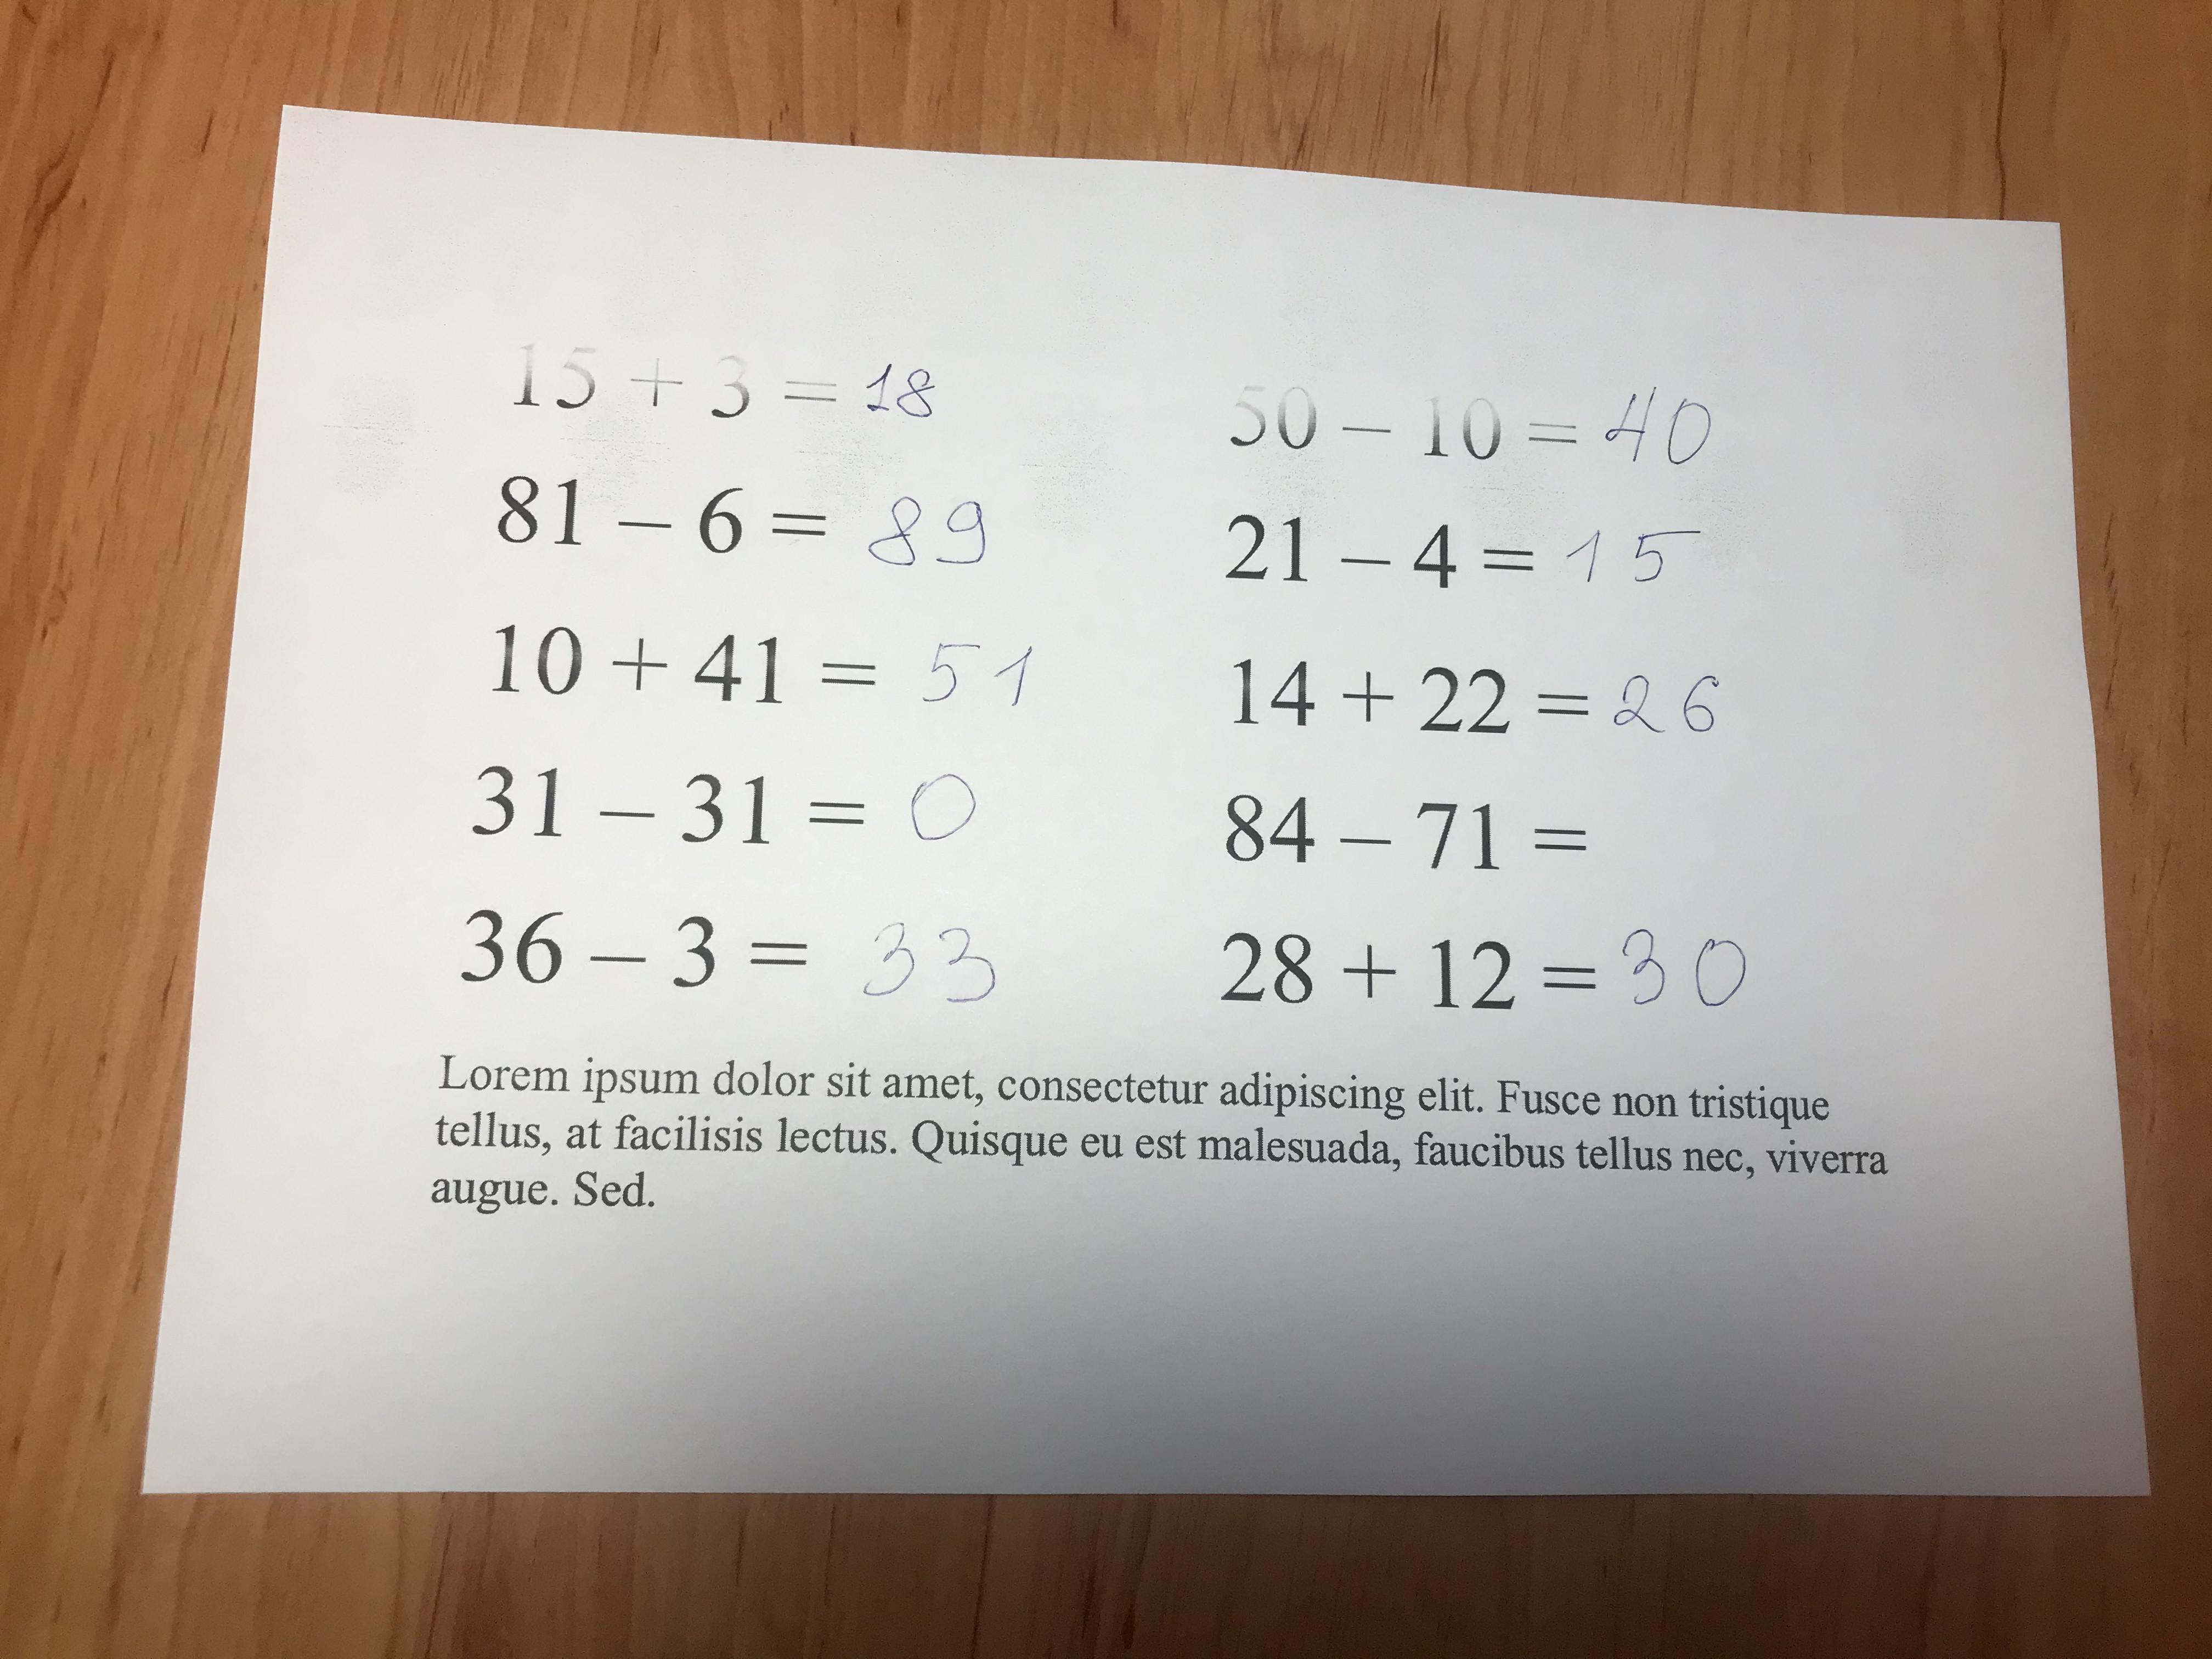 15 + 3 = 18
81 – 6 = 89
10 + 41 = 51
31 – 31 = 0
36 – 3 = 33
50 – 10 = 40
21 – 4 = 15
14 + 22 = 26
84 – 71 =
28 + 12 = 30
Lorem ipsum dolor sit amet, consectetur adipiscing elit. Fusce non tristique
tellus, at facilisis lectus. Quisque eu est malesuada, faucibus tellus nec, viverra
augue. Sed.